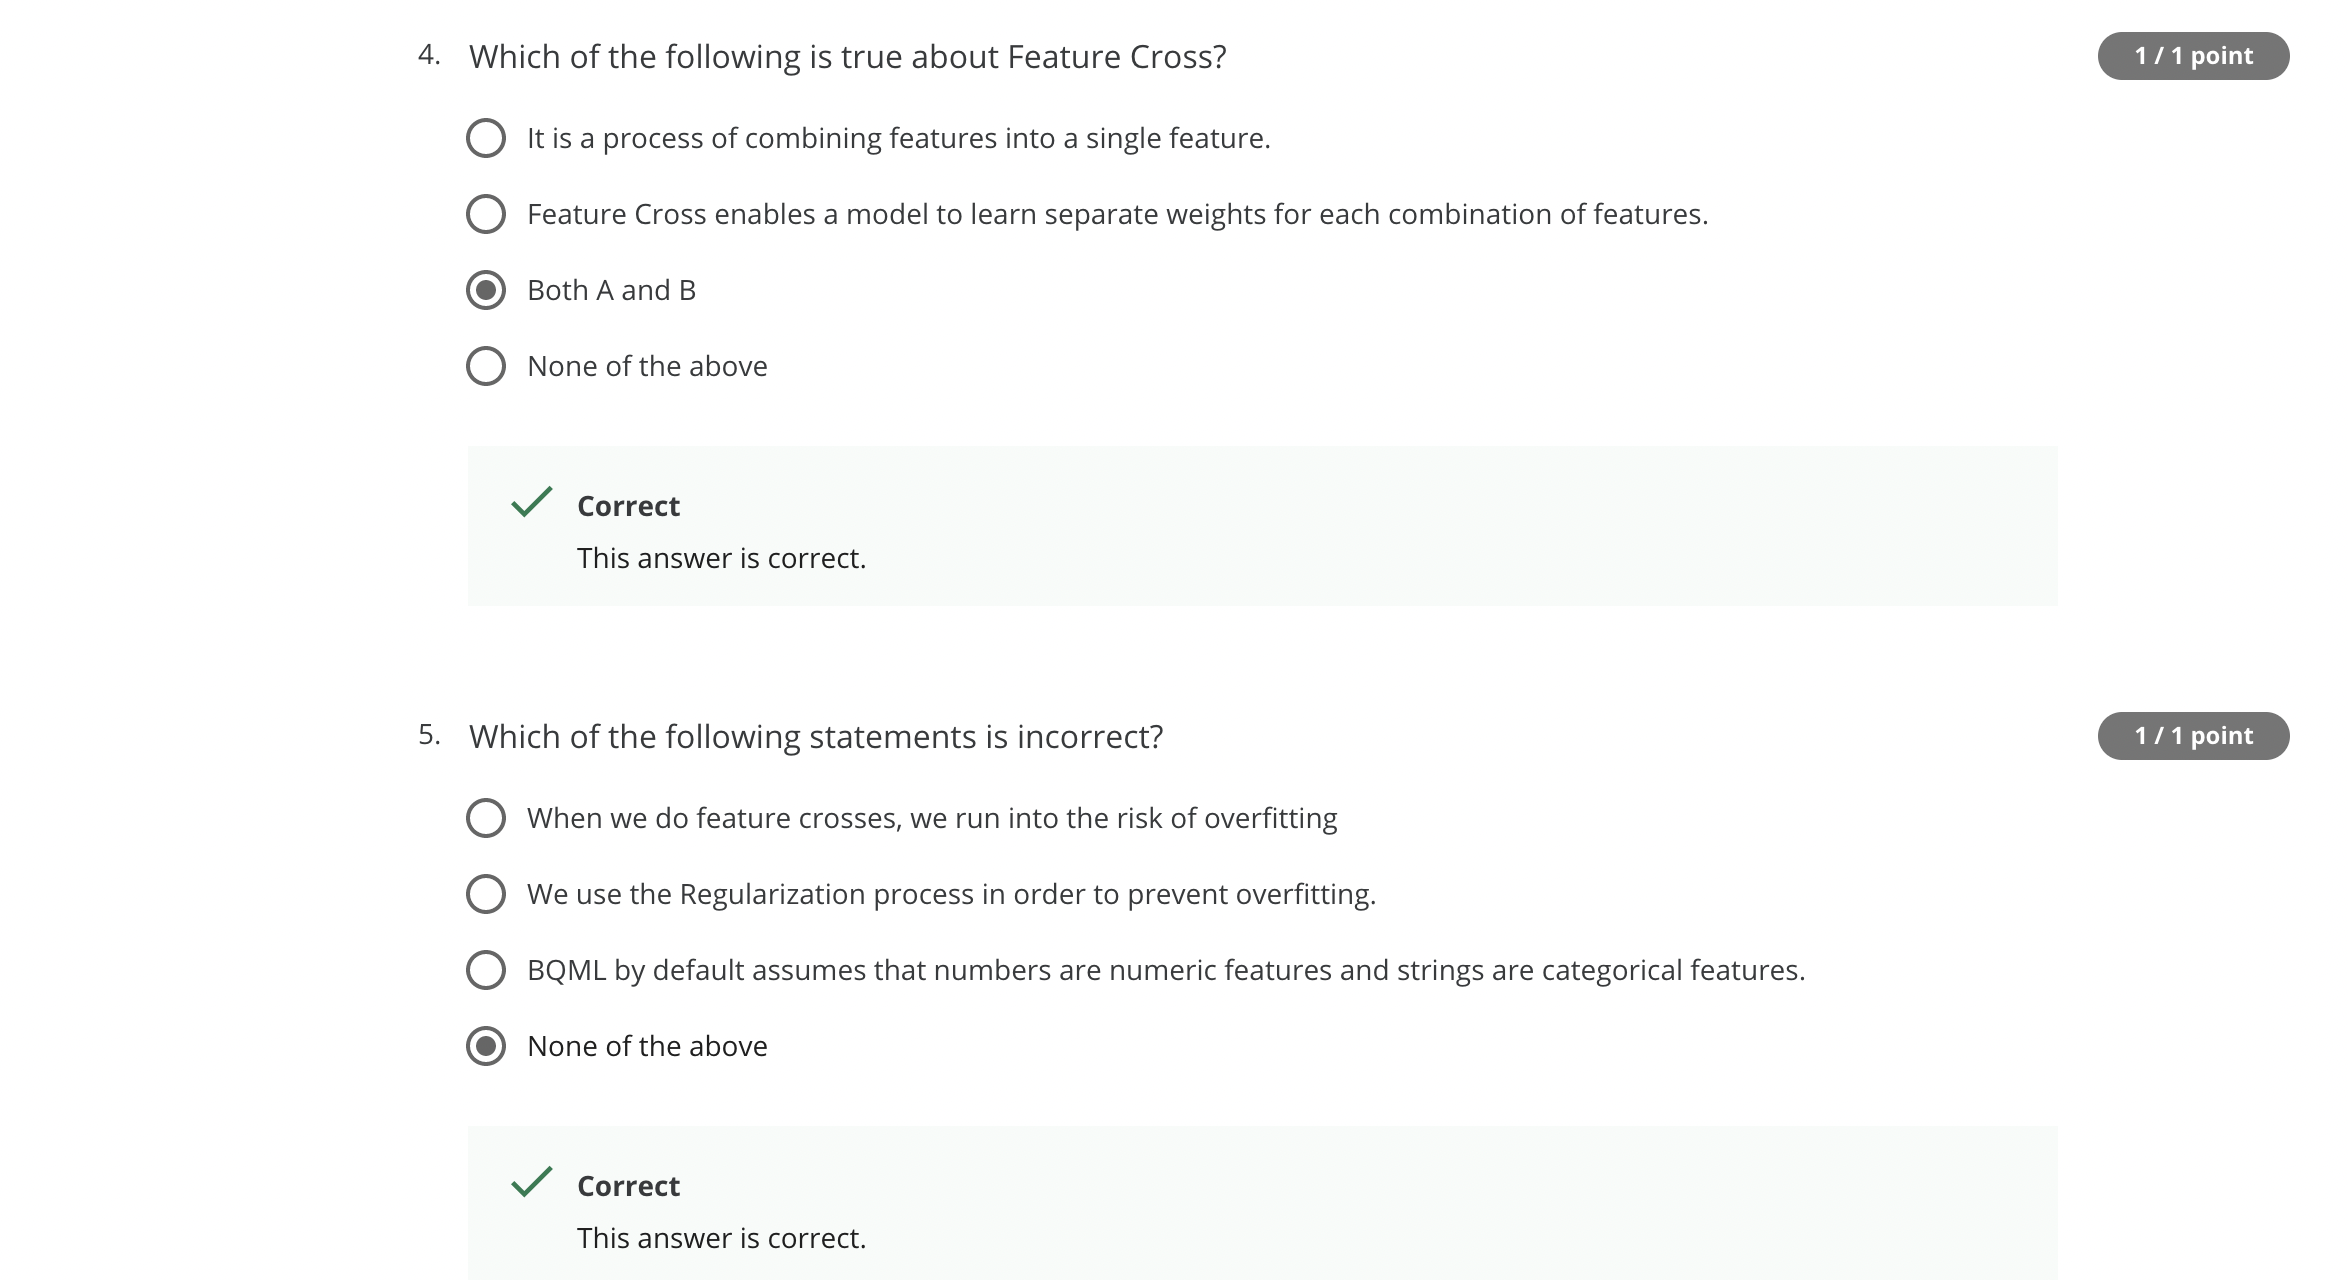 4. Which of the following is true about Feature Cross?
1 / 1 point
It is a process of combining features into a single feature.
Feature Cross enables a model to learn separate weights for each combination of features.
Both A and B
None of the above
Correct
This answer is correct.
5. Which of the following statements is incorrect?
1 / 1 point
When we do feature crosses, we run into the risk of overfitting
We use the Regularization process in order to prevent overfitting.
BQML by default assumes that numbers are numeric features and strings are categorical features.
None of the above
Correct
This answer is correct.